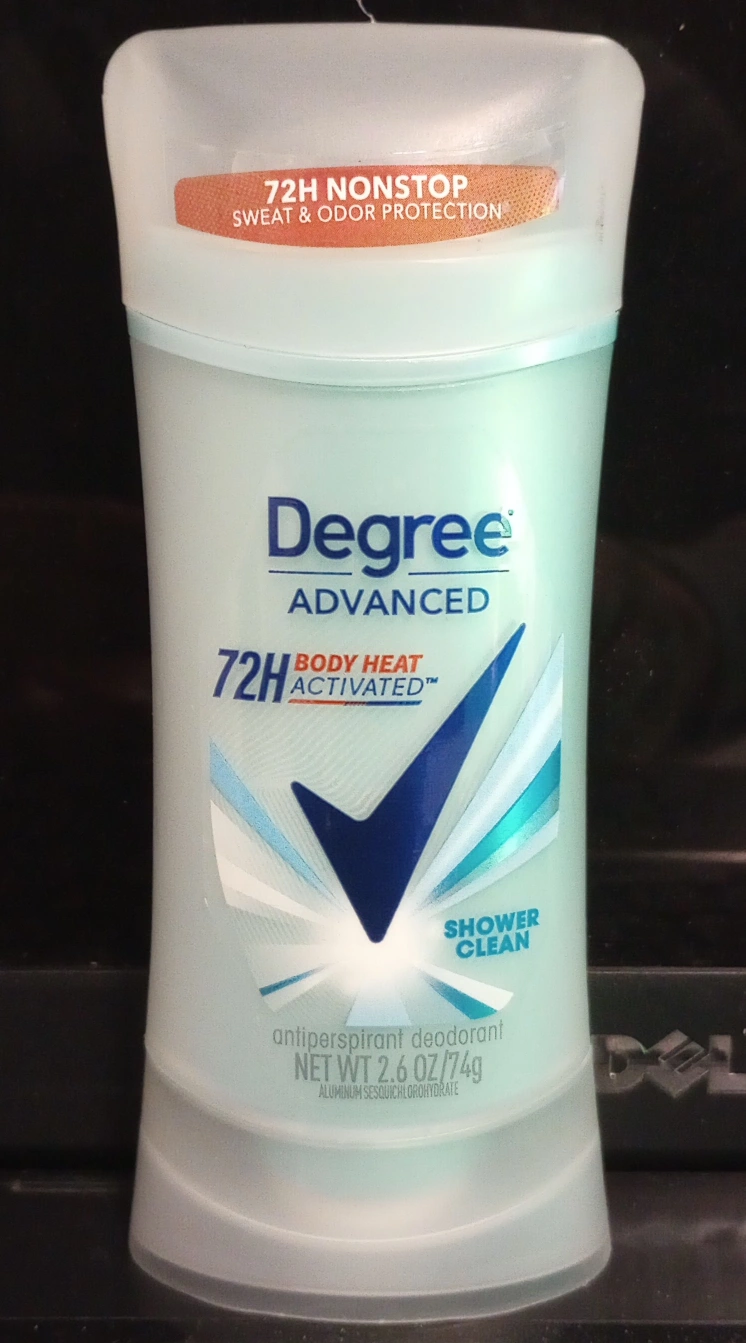 72H NONSTOP
SWEAT & ODOR PROTECTION®
Degree®
ADVANCED
72H BODY HEAT
ACTIVATED™
SHOWER
CLEAN
antiperspirant deodorant
NET WT 2.6 OZ/74g
ALUMINUM SESQUICHLOROHYDRATE
DELL